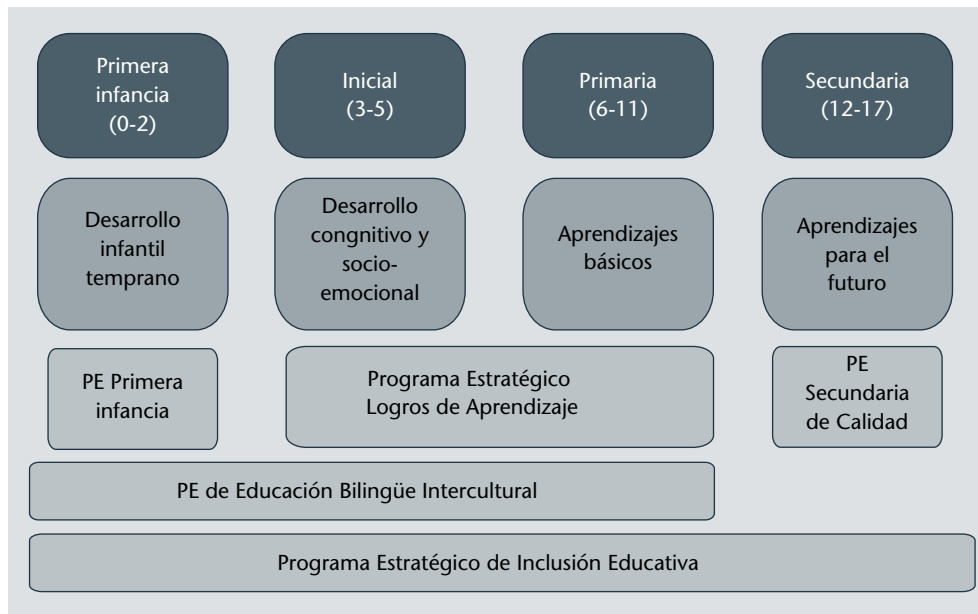 Primera
infancia
(0-2)
Inicial
(3-5)
Primaria
(6-11)
Secundaria
(12-17)
Desarrollo
infantil
temprano
Desarrollo
congnitivo y
socio-
emocional
Aprendizajes
básicos
Aprendizajes
para el
futuro
PE Primera
infancia
Programa Estratégico
Logros de Aprendizaje
PE
Secundaria
de Calidad
PE de Educación Bilingüe Intercultural
Programa Estratégico de Inclusión Educativa